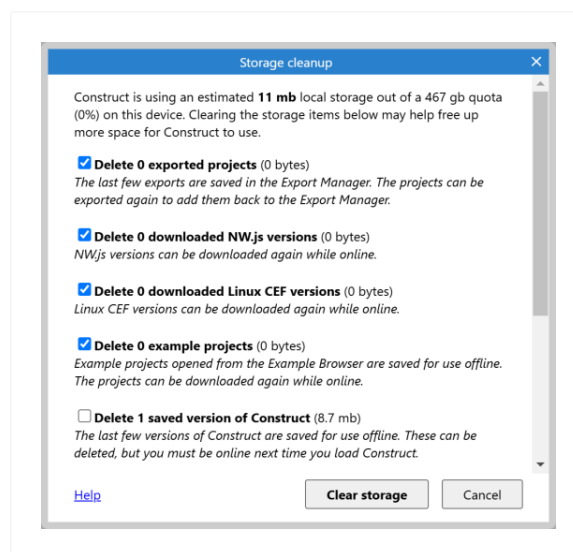 Storage cleanup
Construct is using an estimated 11 mb local storage out of a 467 gb quota
(0%) on this device. Clearing the storage items below may help free up
more space for Construct to use.
Delete 0 exported projects (0 bytes)
The last few exports are saved in the Export Manager. The projects can be
exported again to add them back to the Export Manager.
Delete 0 downloaded NW.js versions (0 bytes)
NW.js versions can be downloaded again while online.
Delete 0 downloaded Linux CEF versions (0 bytes)
Linux CEF versions can be downloaded again while online.
Delete 0 example projects (0 bytes)
Example projects opened from the Example Browser are saved for use offline.
The projects can be downloaded again while online.
Delete 1 saved version of Construct (8.7 mb)
The last few versions of Construct are saved for use offline. These can be
deleted, but you must be online next time you load Construct.
Help
Clear storage
Cancel